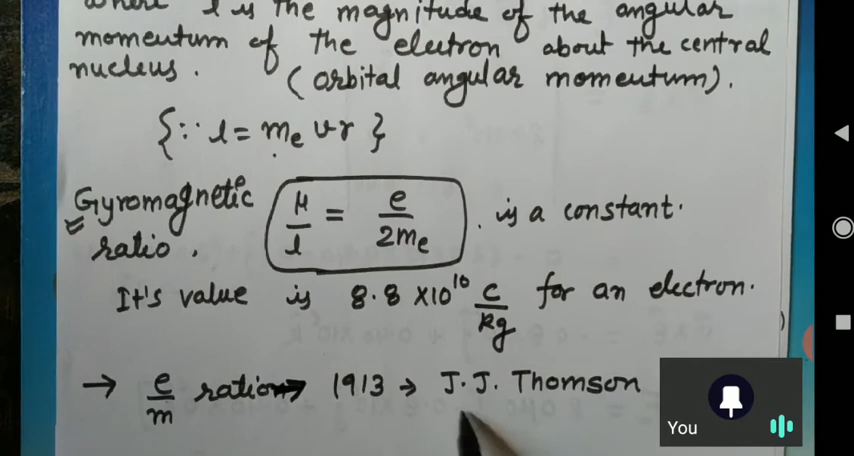 where l is the magnitude of the angular
momentum of the electron about the central
nucleus. (orbital angular momentum).
{∵ l = mₑ v r}
Gyromagnetic ratio. μ/l = e/2mₑ . is a constant.
It's value is 8.8 ×10¹⁰ C/kg for an electron.
→ e/m ratio → 1913 → J.J. Thomson
You